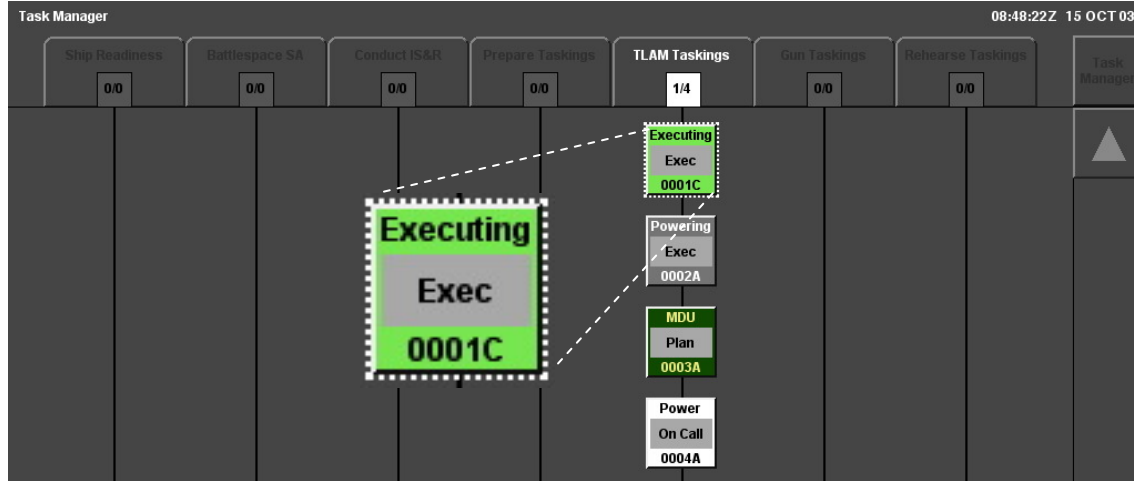 Task Manager
08:48:22Z 15 OCT 03
Ship Readiness
Battlespace SA
Conduct IS&R
Prepare Taskings
TLAM Taskings
Gun Taskings
Rehearse Taskings
Task
Manager
0/0
0/0
0/0
0/0
1/4
0/0
0/0
Executing
Exec
0001C
Executing
Exec
0001C
Powering
Exec
0002A
MDU
Plan
0003A
Power
On Call
0004A